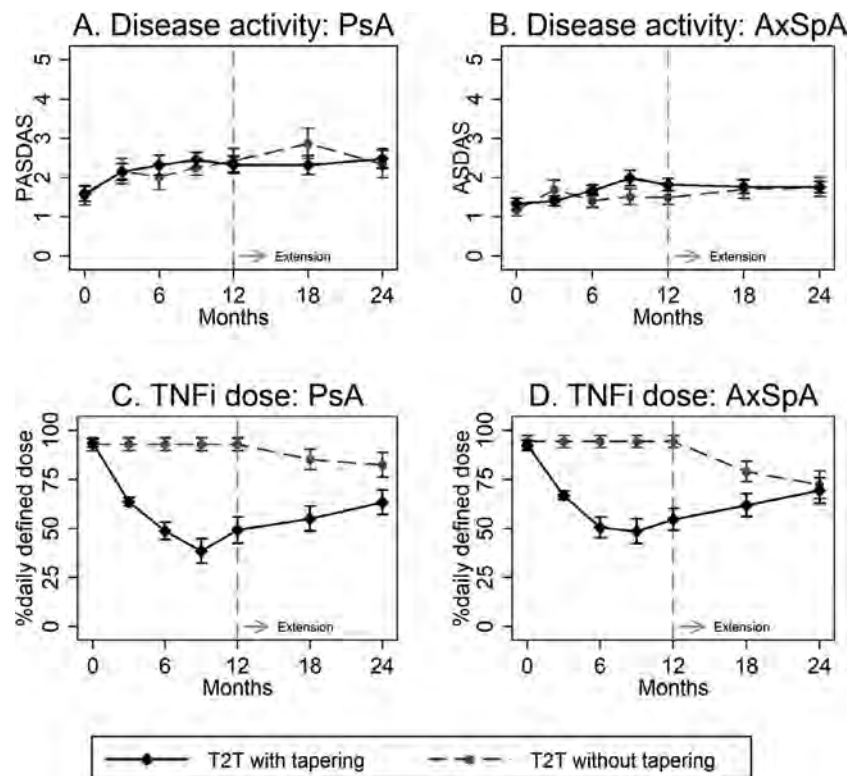 A. Disease activity: PsA
PASDAS
5
4
3
2
1
0
Extension
0 6 12 18 24
Months
B. Disease activity: AxSpA
ASDAS
5
4
3
2
1
0
Extension
0 6 12 18 24
Months
C. TNFi dose: PsA
%daily defined dose
100
75
50
25
0
Extension
0 6 12 18 24
Months
D. TNFi dose: AxSpA
%daily defined dose
100
75
50
25
0
Extension
0 6 12 18 24
Months
T2T with tapering T2T without tapering